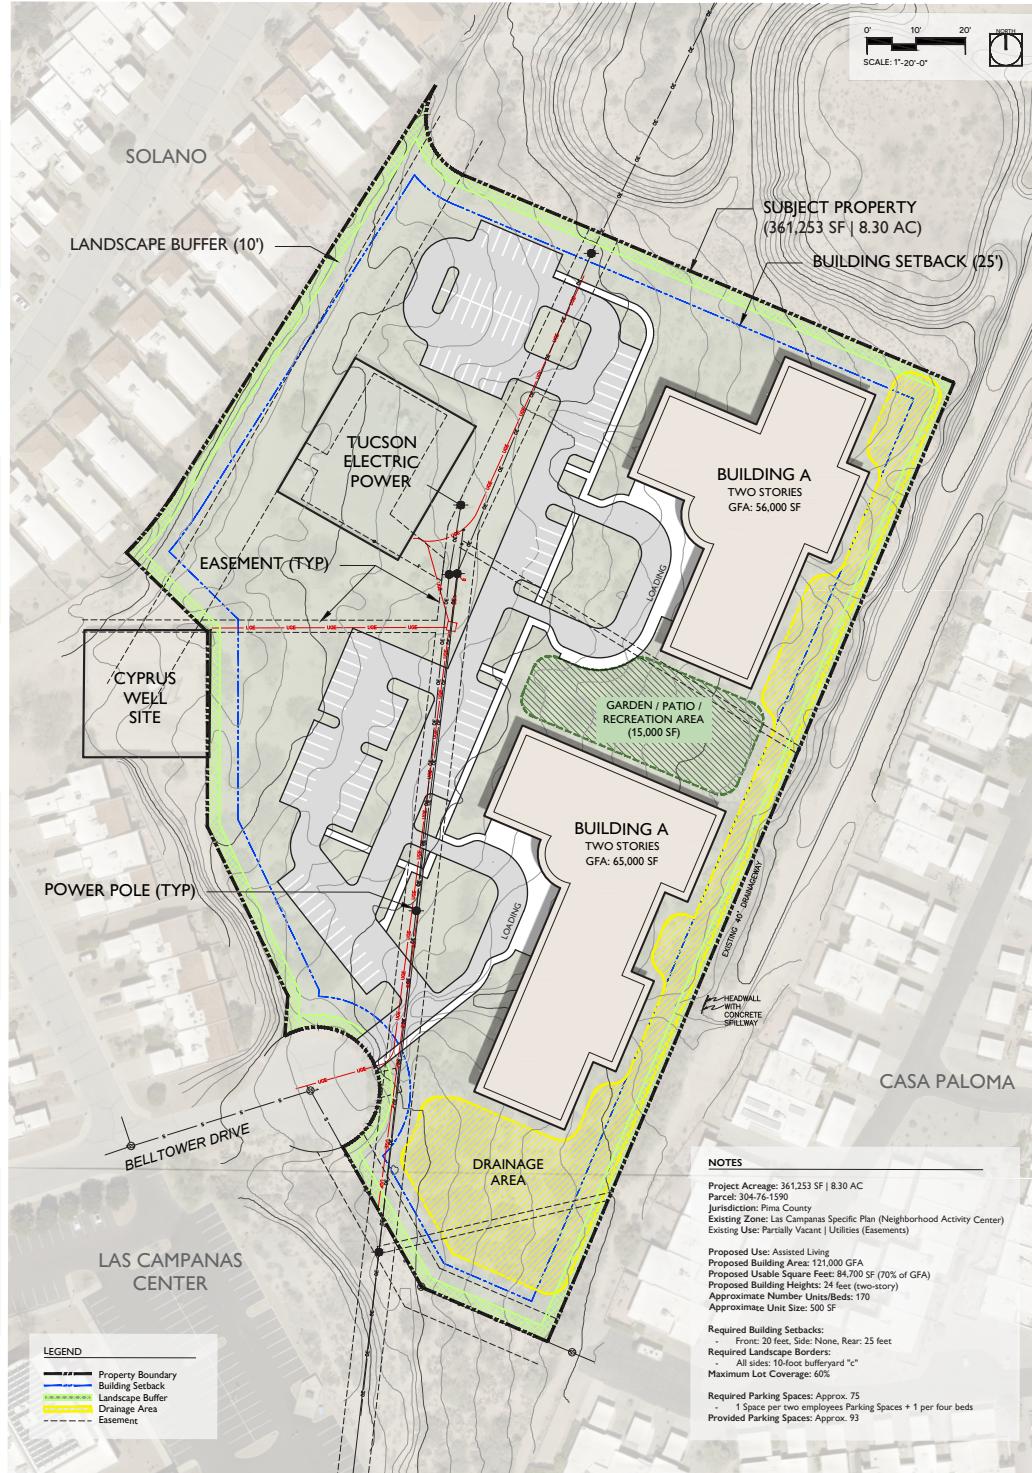 0' 10' 20'
SCALE: 1"-20'-0"
NORTH
SOLANO
LANDSCAPE BUFFER (10')
SUBJECT PROPERTY
(361,253 SF | 8.30 AC)
BUILDING SETBACK (25')
TUCSON
ELECTRIC
POWER
BUILDING A
TWO STORIES
GFA: 56,000 SF
EASEMENT (TYP)
LOADING
CYPRUS
WELL
SITE
GARDEN / PATIO /
RECREATION AREA
(15,000 SF)
BUILDING A
TWO STORIES
GFA: 65,000 SF
POWER POLE (TYP)
LOADING
EXISTING 40' DRAINAGEWAY
HEADWALL
WITH
CONCRETE
SPILLWAY
CASA PALOMA
BELLTOWER DRIVE
DRAINAGE
AREA
LAS CAMPANAS
CENTER
UGE UGE UGE UGE UGE
UGE UGE
NOTES
Project Acreage: 361,253 SF | 8.30 AC
Parcel: 304-76-1590
Jurisdiction: Pima County
Existing Zone: Las Campanas Specific Plan (Neighborhood Activity Center)
Existing Use: Partially Vacant | Utilities (Easements)
Proposed Use: Assisted Living
Proposed Building Area: 121,000 GFA
Proposed Usable Square Feet: 84,700 SF (70% of GFA)
Proposed Building Heights: 24 feet (two-story)
Approximate Number Units/Beds: 170
Approximate Unit Size: 500 SF
Required Building Setbacks:
- Front: 20 feet, Side: None, Rear: 25 feet
Required Landscape Borders:
- All sides: 10-foot bufferyard "c"
Maximum Lot Coverage: 60%
Required Parking Spaces: Approx. 75
- 1 Space per two employees Parking Spaces + 1 per four beds
Provided Parking Spaces: Approx. 93
LEGEND
Property Boundary
Building Setback
Landscape Buffer
Drainage Area
Easement